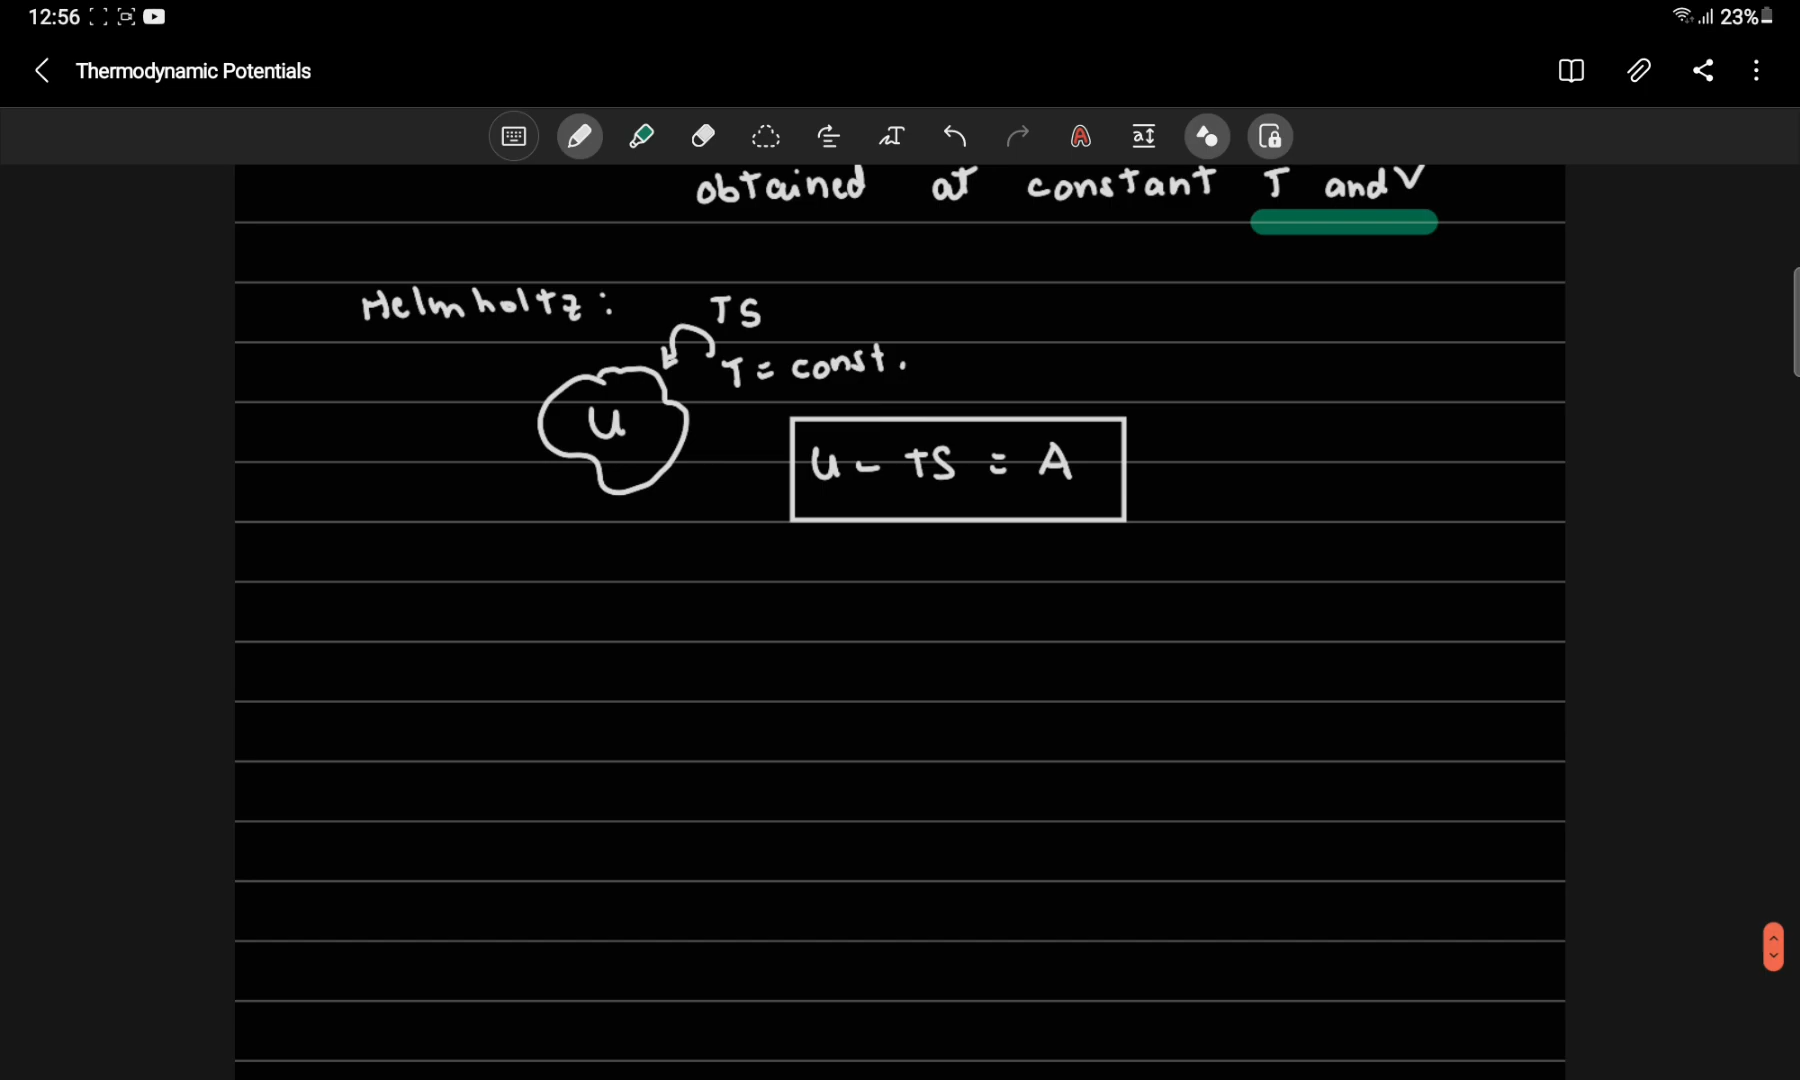 12:56 23%
Thermodynamic Potentials
obtained at constant T and V
Helmholtz: TS
T = const.
U
U - TS = A